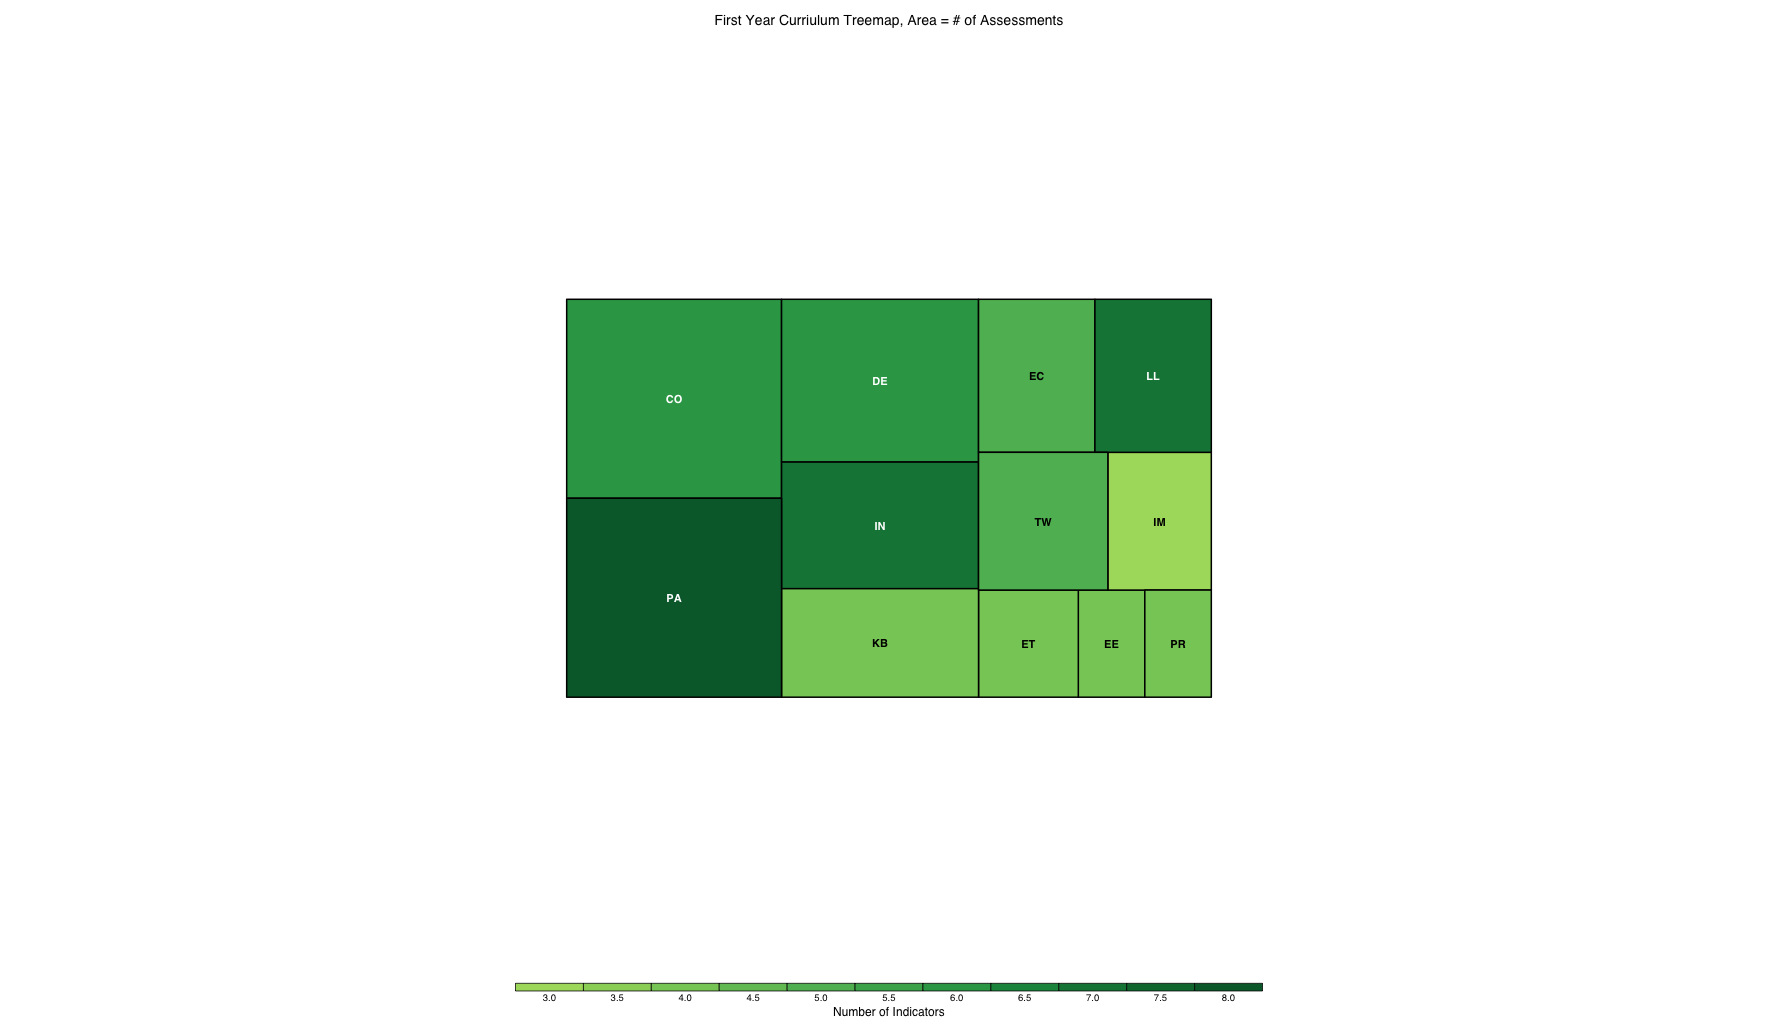 First Year Curriulum Treemap, Area = # of Assessments
CO
DE
EC
LL
IN
TW
IM
PA
KB
ET
EE
PR
3.0 3.5 4.0 4.5 5.0 5.5 6.0 6.5 7.0 7.5 8.0
Number of Indicators